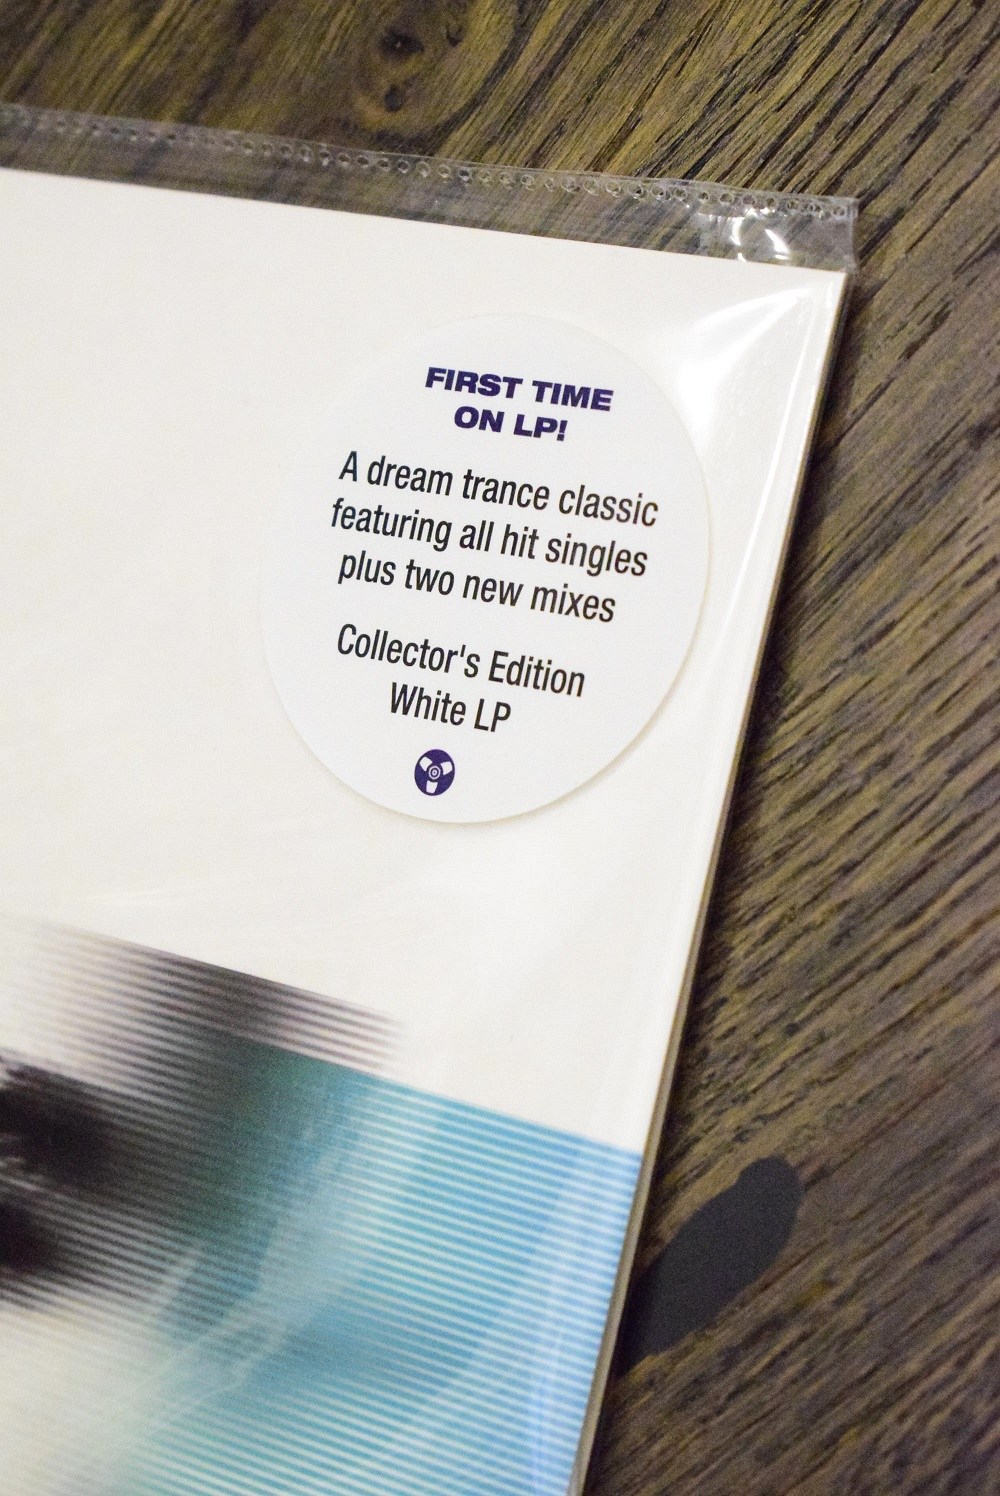 FIRST TIME
ON LP!
A dream trance classic
featuring all hit singles
plus two new mixes
Collector's Edition
White LP